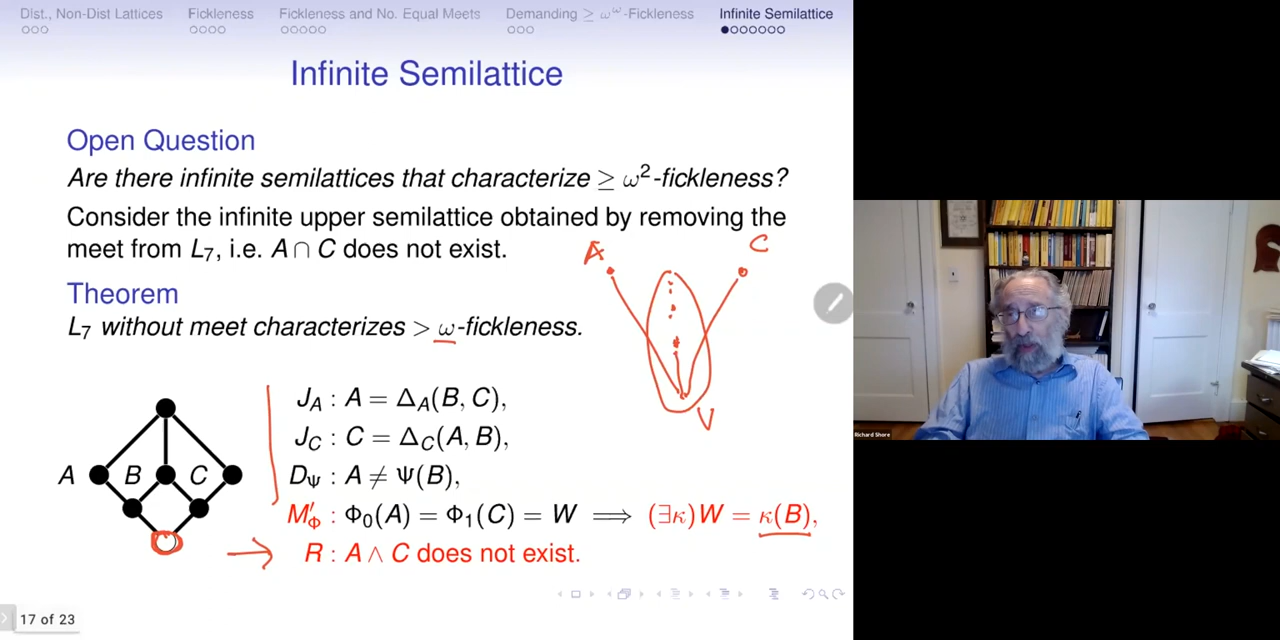 Dist., Non-Dist Lattices Fickleness Fickleness and No. Equal Meets Demanding ≥ ω^ω-Fickleness Infinite Semilattice
Infinite Semilattice
Open Question
Are there infinite semilattices that characterize ≥ ω²-fickleness?
Consider the infinite upper semilattice obtained by removing the
meet from L₇, i.e. A ∩ C does not exist.
A C
Theorem
L₇ without meet characterizes > ω-fickleness.
V
J_A : A = Δ_A(B, C),
J_C : C = Δ_C(A, B),
A B C
D_Ψ : A ≠ Ψ(B),
M′_Φ : Φ₀(A) = Φ₁(C) = W ⟹ (∃κ)W = κ(B),
R : A ∧ C does not exist.
17 of 23
Richard Shore